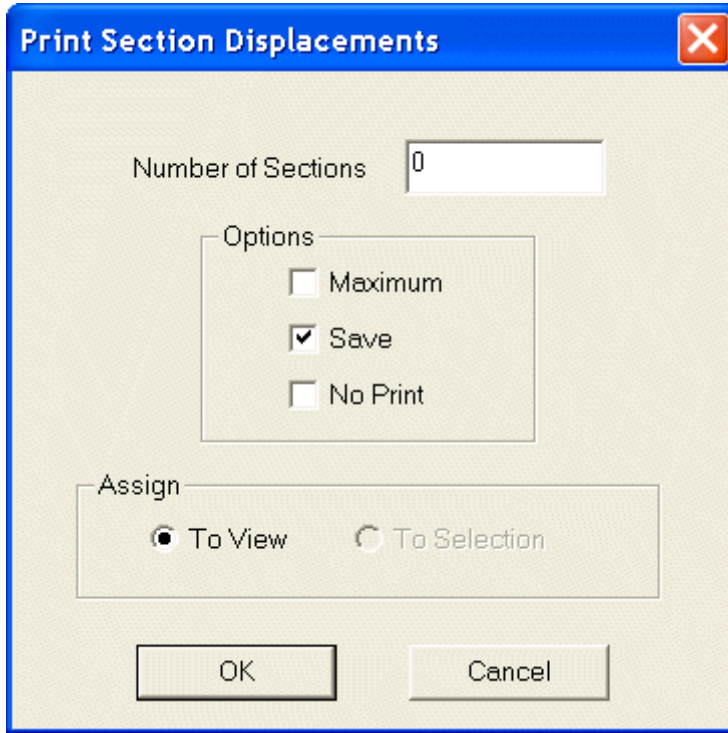 Print Section Displacements
Number of Sections 0
Options
Maximum
Save
No Print
Assign
To View To Selection
OK Cancel